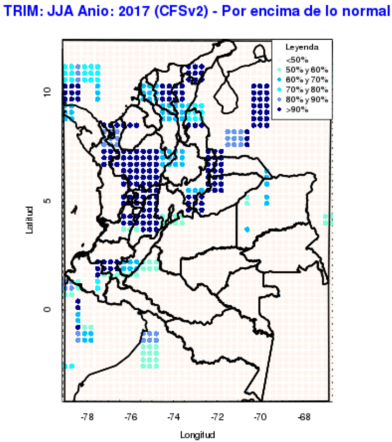 TRIM: JJA Anio: 2017 (CFSv2) - Por encima de lo normal
Leyenda
<50%
50% y 60%
60% y 70%
70% y 80%
80% y 90%
>90%
10
5
0
Latitud
-78 -76 -74 -72 -70 -68
Longitud